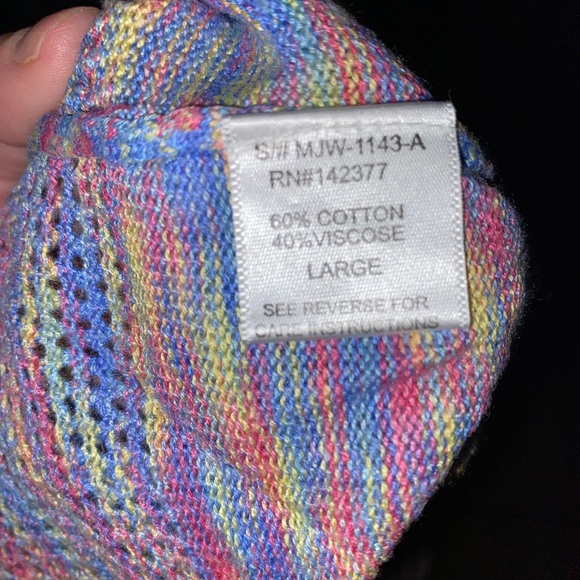 S/# MJW-1143-A
RN#142377
60% COTTON
40%VISCOSE
LARGE
SEE REVERSE FOR
CARE INSTRUCTIONS